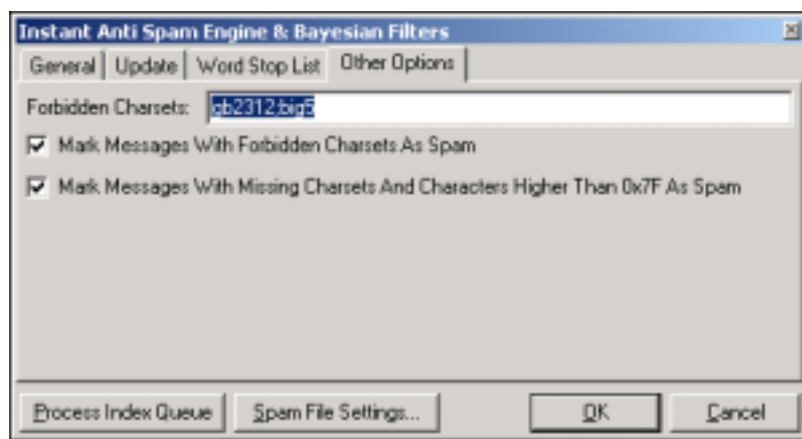 Instant Anti Spam Engine & Bayesian Filters
General Update Word Stop List Other Options
Forbidden Charsets: gb2312;big5
Mark Messages With Forbidden Charsets As Spam
Mark Messages With Missing Charsets And Characters Higher Than 0x7F As Spam
Process Index Queue Spam File Settings... OK Cancel